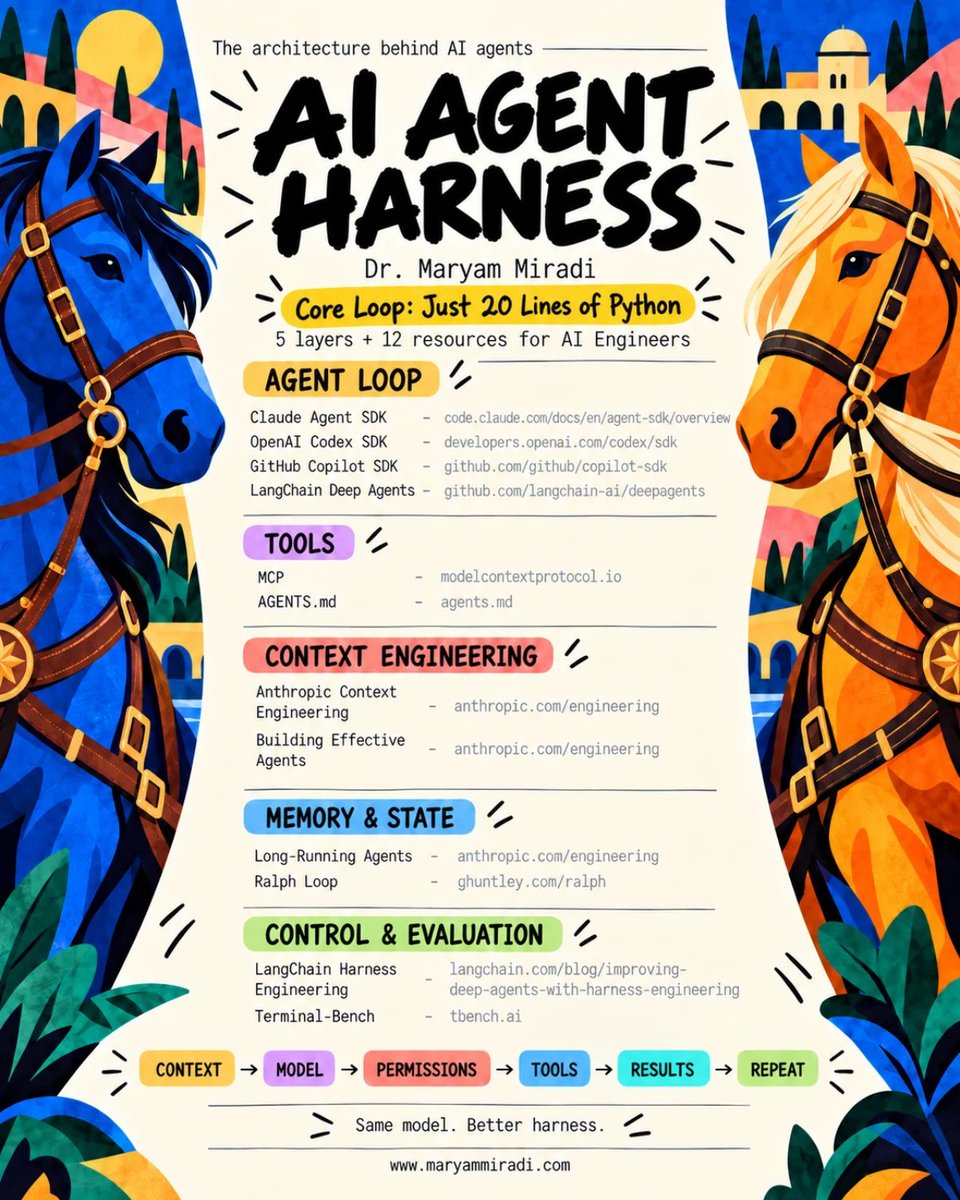 The architecture behind AI agents
AI AGENT
HARNESS
Dr. Maryam Miradi
Core Loop: Just 20 Lines of Python
5 layers + 12 resources for AI Engineers
AGENT LOOP
Claude Agent SDK - code.claude.com/docs/en/agent-sdk/overview
OpenAI Codex SDK - developers.openai.com/codex/sdk
GitHub Copilot SDK - github.com/github/copilot-sdk
LangChain Deep Agents - github.com/langchain-ai/deepagents
TOOLS
MCP - modelcontextprotocol.io
AGENTS.md - agents.md
CONTEXT ENGINEERING
Anthropic Context
Engineering - anthropic.com/engineering
Building Effective
Agents - anthropic.com/engineering
MEMORY & STATE
Long-Running Agents - anthropic.com/engineering
Ralph Loop - ghuntley.com/ralph
CONTROL & EVALUATION
LangChain Harness
Engineering - langchain.com/blog/improving-
deep-agents-with-harness-engineering
Terminal-Bench - tbench.ai
CONTEXT → MODEL → PERMISSIONS → TOOLS → RESULTS → REPEAT
Same model. Better harness.
www.maryammiradi.com